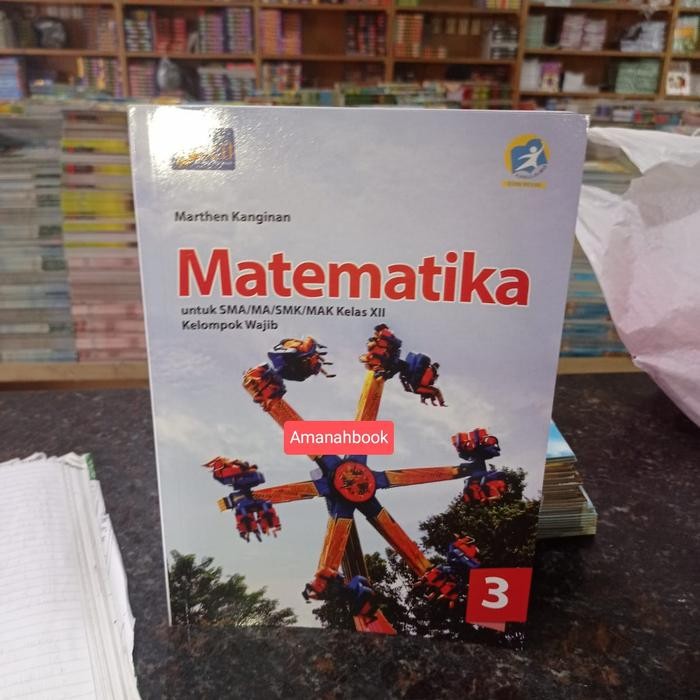 Marthen Kanginan
Matematika
untuk SMA/MA/SMK/MAK Kelas XII
Kelompok Wajib
Amanahbook
3